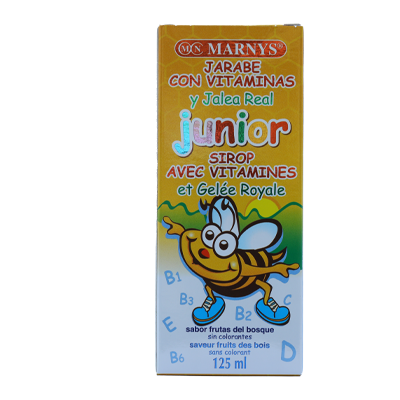 MN MARNYS®
JARABE
CON VITAMINAS
y Jalea Real
junior
SIROP
AVEC VITAMINES
et Gelée Royale
B1
B3
C
B2
E
sabor frutas del bosque
sin colorantes
saveur fruits des bois
sans colorant
B6
D
125 ml